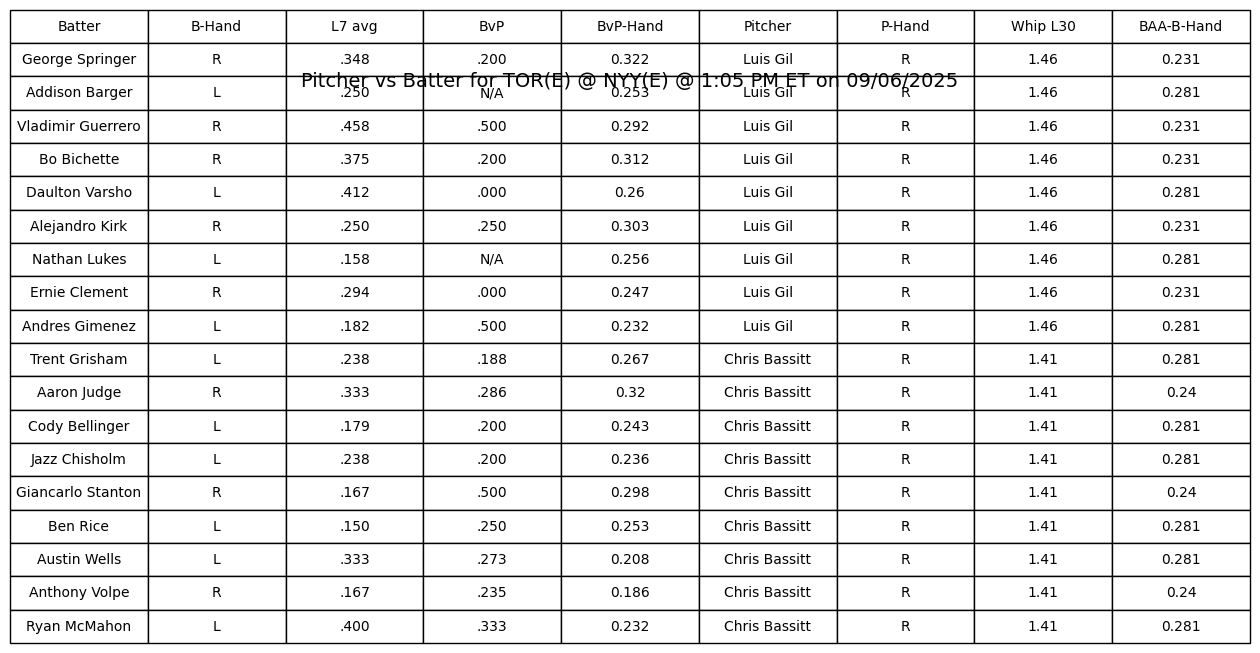 Batter B-Hand L7 avg BvP BvP-Hand Pitcher P-Hand Whip L30 BAA-B-Hand
George Springer R .348 .200 0.322 Luis Gil R 1.46 0.231
Pitcher vs Batter for TOR(E) @ NYY(E) @ 1:05 PM ET on 09/06/2025
Addison Barger L .250 N/A 0.253 Luis Gil R 1.46 0.281
Vladimir Guerrero R .458 .500 0.292 Luis Gil R 1.46 0.231
Bo Bichette R .375 .200 0.312 Luis Gil R 1.46 0.231
Daulton Varsho L .412 .000 0.26 Luis Gil R 1.46 0.281
Alejandro Kirk R .250 .250 0.303 Luis Gil R 1.46 0.231
Nathan Lukes L .158 N/A 0.256 Luis Gil R 1.46 0.281
Ernie Clement R .294 .000 0.247 Luis Gil R 1.46 0.231
Andres Gimenez L .182 .500 0.232 Luis Gil R 1.46 0.281
Trent Grisham L .238 .188 0.267 Chris Bassitt R 1.41 0.281
Aaron Judge R .333 .286 0.32 Chris Bassitt R 1.41 0.24
Cody Bellinger L .179 .200 0.243 Chris Bassitt R 1.41 0.281
Jazz Chisholm L .238 .200 0.236 Chris Bassitt R 1.41 0.281
Giancarlo Stanton R .167 .500 0.298 Chris Bassitt R 1.41 0.24
Ben Rice L .150 .250 0.253 Chris Bassitt R 1.41 0.281
Austin Wells L .333 .273 0.208 Chris Bassitt R 1.41 0.281
Anthony Volpe R .167 .235 0.186 Chris Bassitt R 1.41 0.24
Ryan McMahon L .400 .333 0.232 Chris Bassitt R 1.41 0.281